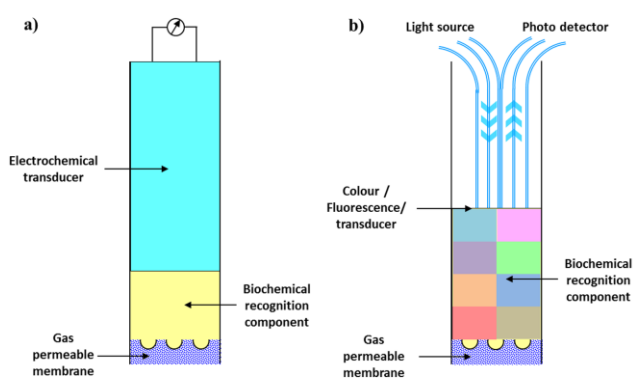 a)
Electrochemical
transducer
Biochemical
recognition
component
Gas
permeable
membrane
b)
Light source
Photo detector
Colour /
Fluorescence/
transducer
Biochemical
recognition
component
Gas
permeable
membrane